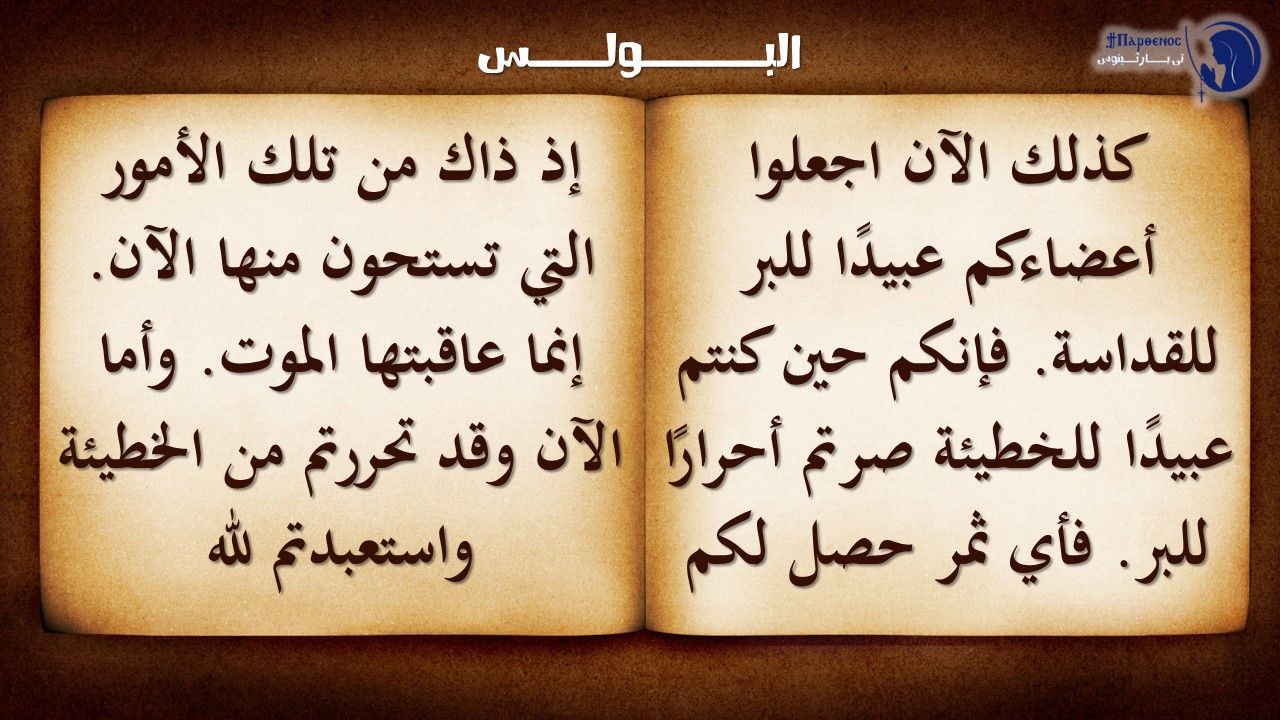 البولس
ϮΠαρθενος
تى بارثينوس
كذلك الآن اجعلوا
أعضاءكم عبيدًا للبر
للقداسة. فإنكم حين كنتم
عبيدًا للخطيئة صرتم أحرارًا
للبر. فأي ثمر حصل لكم
إذ ذاك من تلك الأمور
التي تستحون منها الآن.
إنما عاقبتها الموت. وأما
الآن وقد تحررتم من الخطيئة
واستعبدتم لله